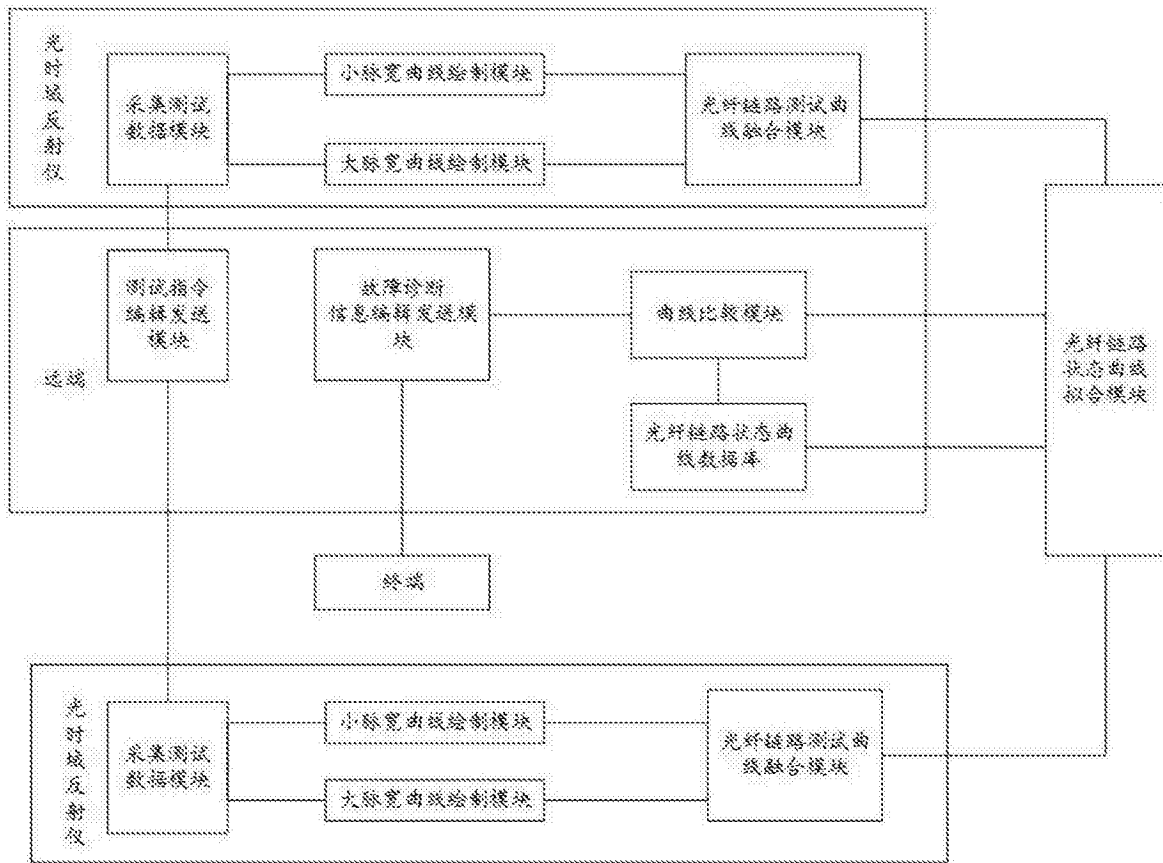 光时域反射仪
采集测试
数据模块
小脉宽曲线绘制模块
大脉宽曲线绘制模块
光纤链路测试曲
线融合模块
测试指令
编辑发送
模块
故障诊断
信息编辑发送模
块
曲线比较模块
光纤链路
状态曲线
拟合模块
远端
光纤链路状态曲
线数据库
终端
光时域反射仪
采集测试
数据模块
小脉宽曲线绘制模块
大脉宽曲线绘制模块
光纤链路测试曲
线融合模块